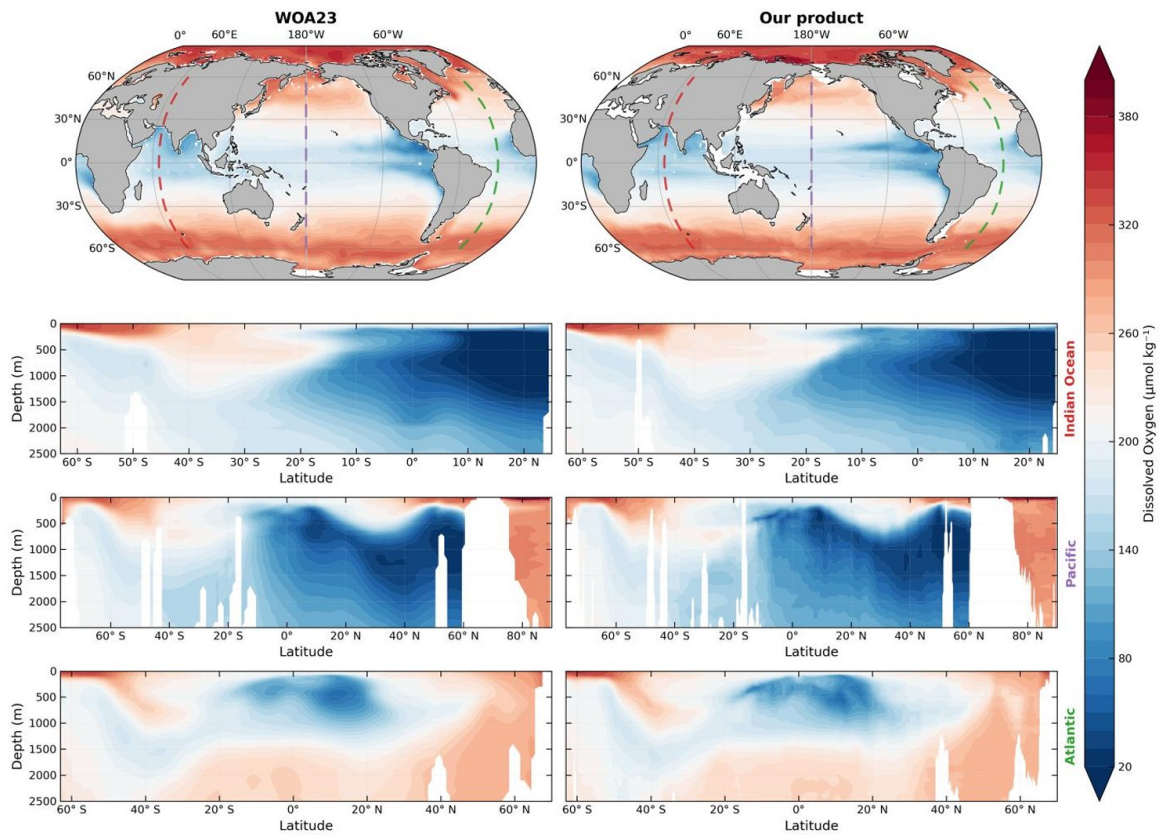 WOA23
Our product
0° 60°E 180°W 60°W
0° 60°E 180°W 60°W
60°N
30°N
0°
30°S
60°S
60°N
30°N
0°
30°S
60°S
380
320
260
200
140
80
20
Dissolved Oxygen (μmol kg⁻¹)
0
500
1000
1500
2000
2500
Depth (m)
60° S 50° S 40° S 30° S 20° S 10° S 0° 10° N 20° N
Latitude
60° S 50° S 40° S 30° S 20° S 10° S 0° 10° N 20° N
Latitude
Indian Ocean
0
500
1000
1500
2000
2500
Depth (m)
60° S 40° S 20° S 0° 20° N 40° N 60° N 80° N
Latitude
60° S 40° S 20° S 0° 20° N 40° N 60° N 80° N
Latitude
Pacific
0
500
1000
1500
2000
2500
Depth (m)
60° S 40° S 20° S 0° 20° N 40° N 60° N
Latitude
60° S 40° S 20° S 0° 20° N 40° N 60° N
Latitude
Atlantic